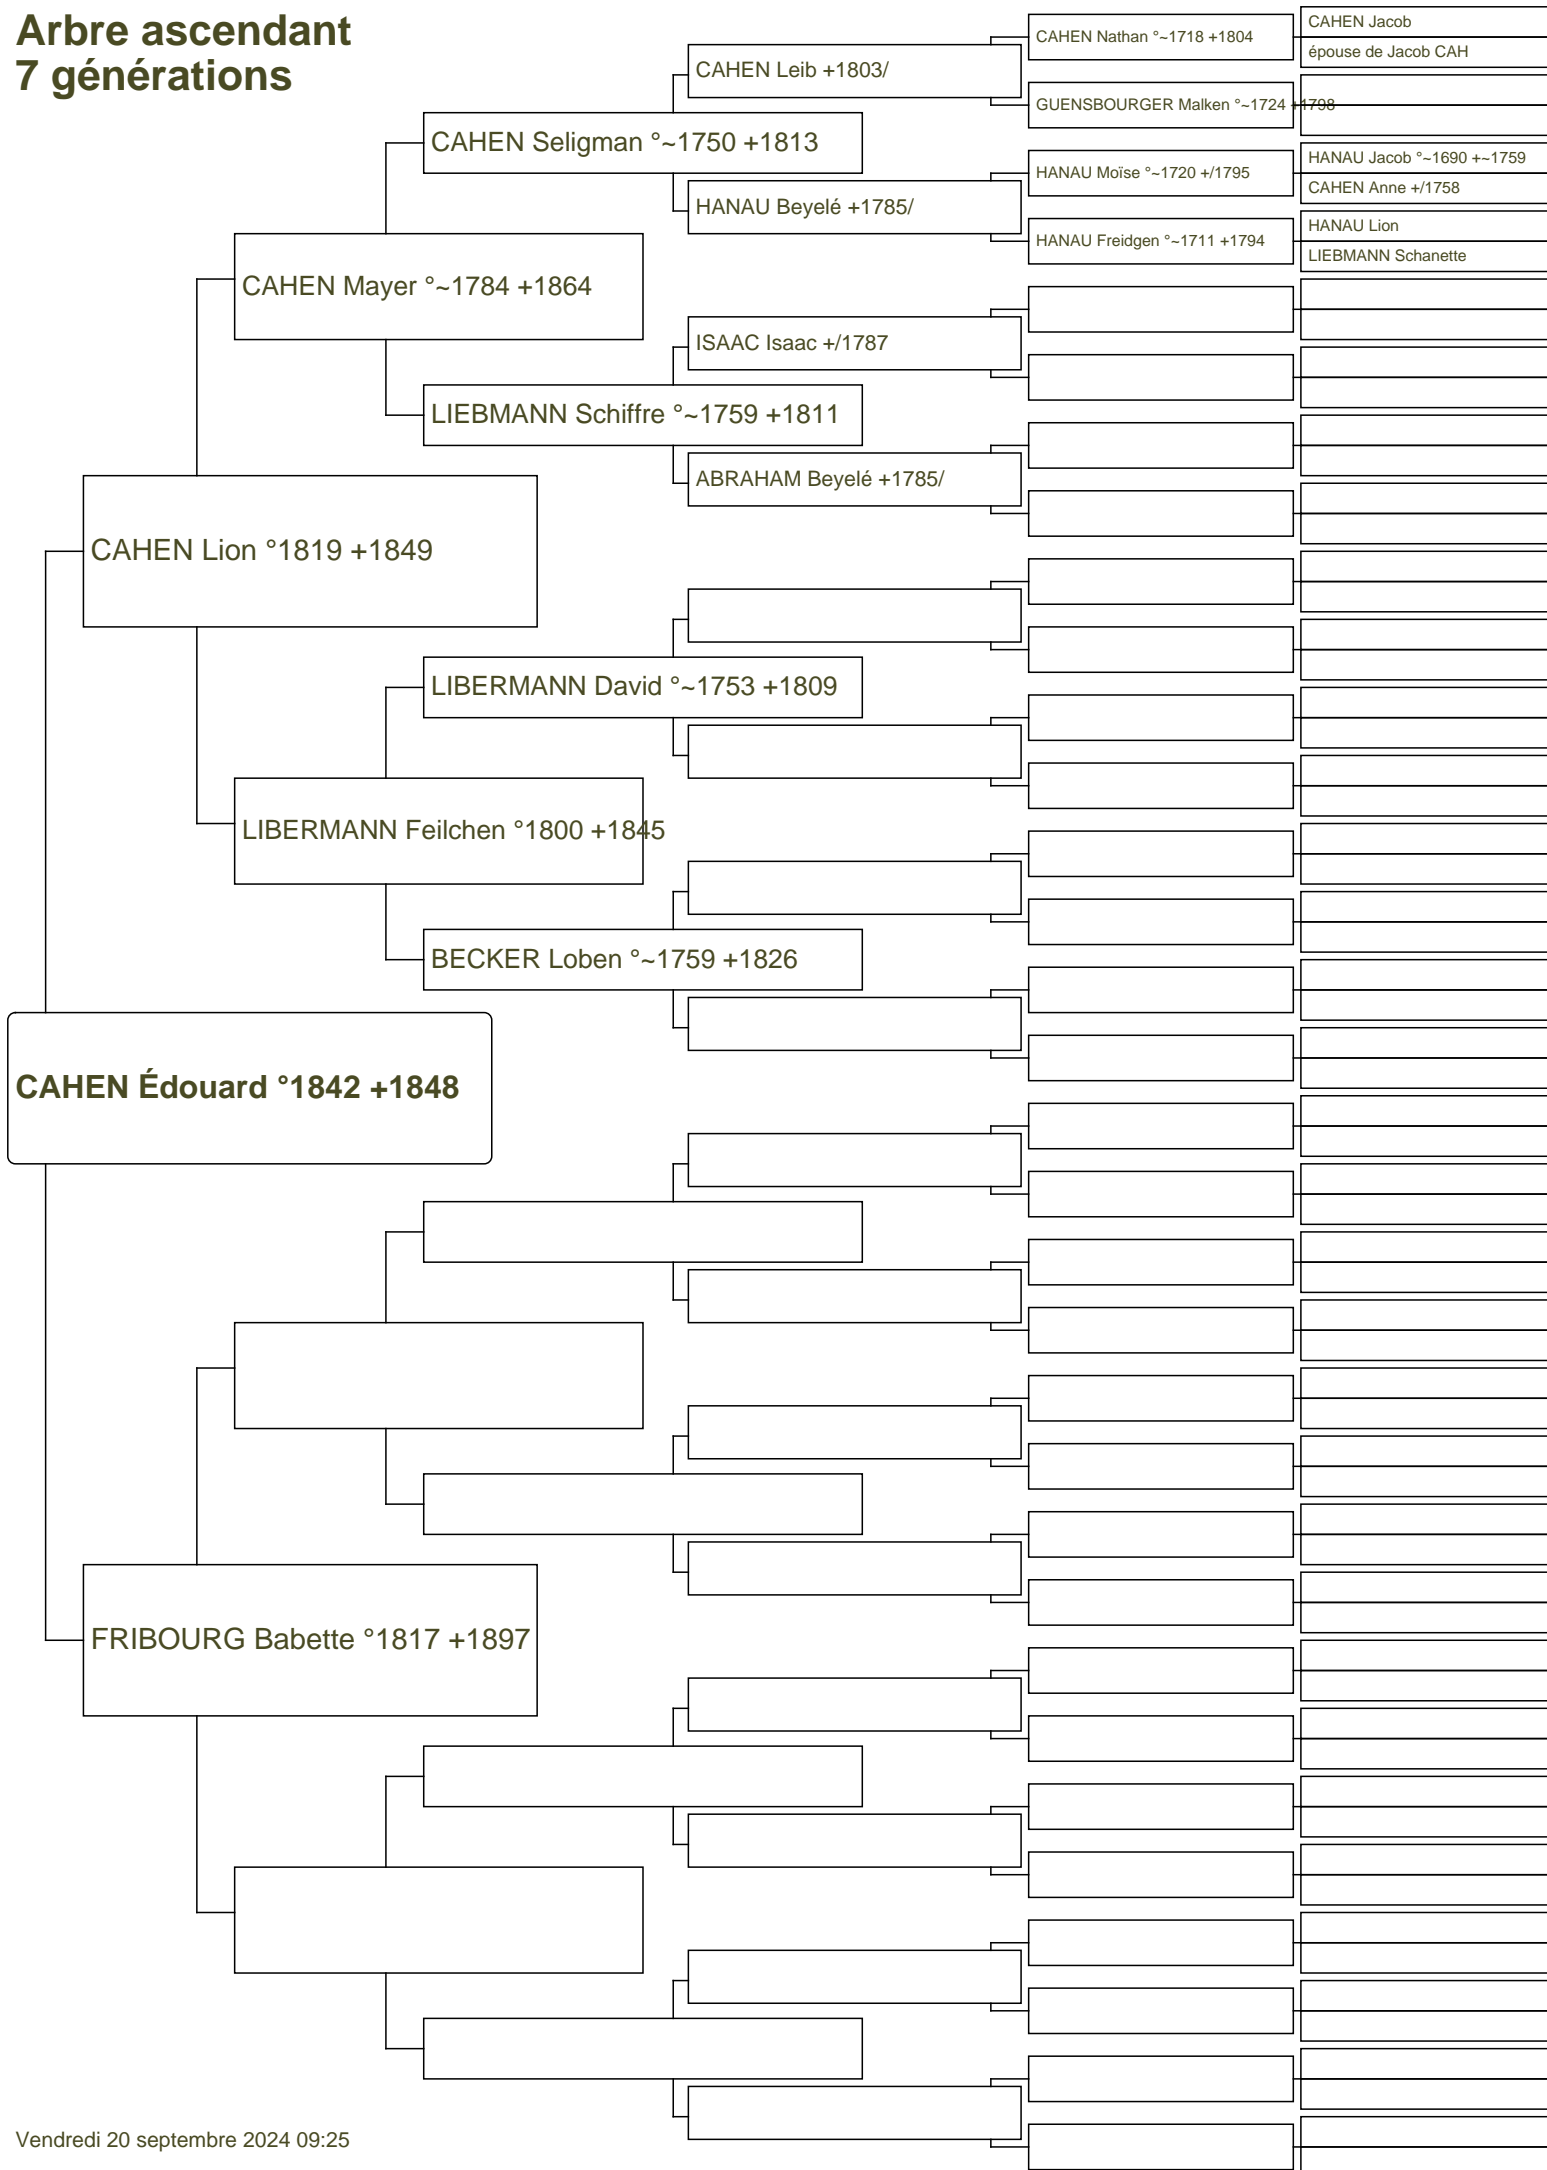 Arbre ascendant
7 générations
CAHEN Jacob
CAHEN Nathan °~1718 +1804
épouse de Jacob CAH
CAHEN Leib +1803/
GUENSBOURGER Malken °~1724 +1798
CAHEN Seligman °~1750 +1813
HANAU Jacob °~1690 +~1759
HANAU Moïse °~1720 +/1795
CAHEN Anne +/1758
HANAU Beyelé +1785/
HANAU Lion
HANAU Freidgen °~1711 +1794
LIEBMANN Schanette
CAHEN Mayer °~1784 +1864
ISAAC Isaac +/1787
LIEBMANN Schiffre °~1759 +1811
ABRAHAM Beyelé +1785/
CAHEN Lion °1819 +1849
LIBERMANN David °~1753 +1809
LIBERMANN Feilchen °1800 +1845
BECKER Loben °~1759 +1826
CAHEN Édouard °1842 +1848
FRIBOURG Babette °1817 +1897
Vendredi 20 septembre 2024 09:25